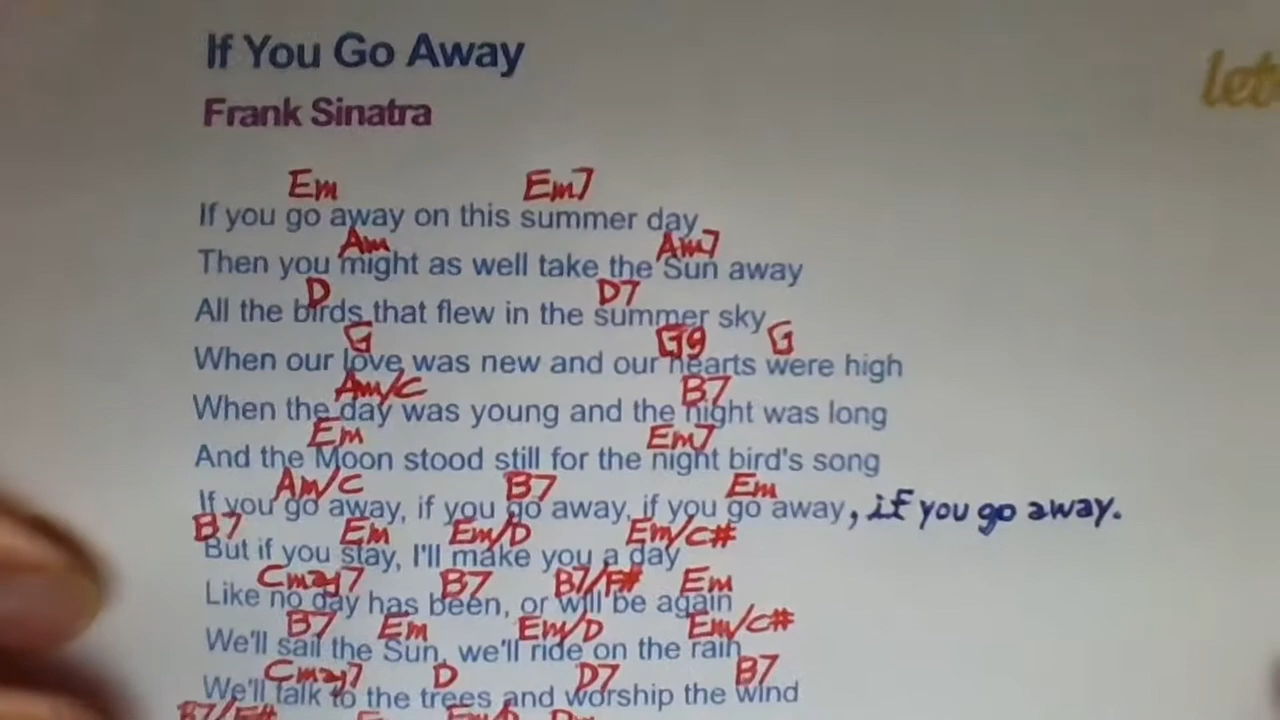 If You Go Away
let
Frank Sinatra
Em Em7
If you go away on this summer day
Am Am7
Then you might as well take the Sun away
D D7
All the birds that flew in the summer sky
G G9 G
When our love was new and our hearts were high
Am/C B7
When the day was young and the night was long
Em Em7
And the Moon stood still for the night bird's song
Am/C B7 Em
If you go away, if you go away, if you go away, if you go away.
B7 Em Em/D Em/C#
But if you stay, I'll make you a day
Cmaj7 B7 B7/F# Em
Like no day has been, or will be again
B7 Em Em/D Em/C#
We'll sail the Sun, we'll ride on the rain
Cmaj7 D D7 B7
We'll talk to the trees and worship the wind
B7/F# Em Em/D